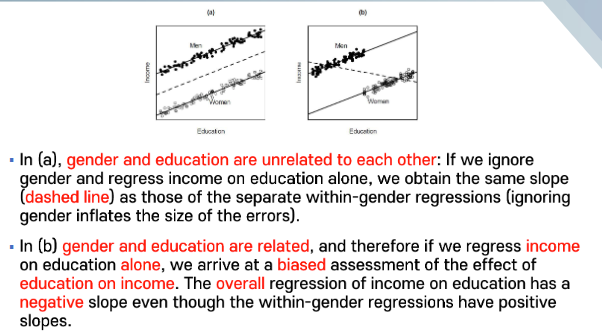 (a)
(b)
Men
Women
Income
Education
Men
Women
Income
Education
▪ In (a), gender and education are unrelated to each other: If we ignore
gender and regress income on education alone, we obtain the same slope
(dashed line) as those of the separate within-gender regressions (ignoring
gender inflates the size of the errors).
▪ In (b) gender and education are related, and therefore if we regress income
on education alone, we arrive at a biased assessment of the effect of
education on income. The overall regression of income on education has a
negative slope even though the within-gender regressions have positive
slopes.